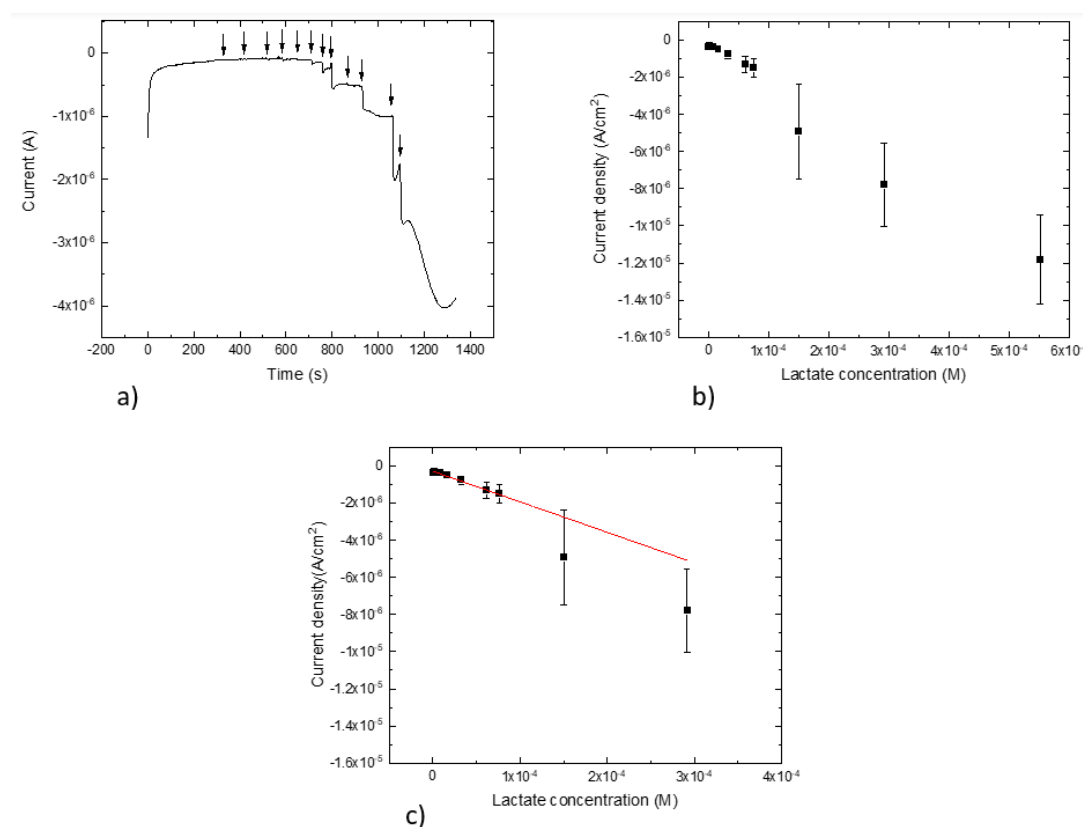 0
-1x10⁻⁶
-2x10⁻⁶
-3x10⁻⁶
-4x10⁻⁶
Current (A)
-200 0 200 400 600 800 1000 1200 1400
Time (s)
a)
0
-2x10⁻⁶
-4x10⁻⁶
-6x10⁻⁶
-8x10⁻⁶
-1x10⁻⁵
-1.2x10⁻⁵
-1.4x10⁻⁵
-1.6x10⁻⁵
Current density (A/cm²)
0 1x10⁻⁴ 2x10⁻⁴ 3x10⁻⁴ 4x10⁻⁴ 5x10⁻⁴ 6x10⁻
Lactate concentration (M)
b)
0
-2x10⁻⁶
-4x10⁻⁶
-6x10⁻⁶
-8x10⁻⁶
-1x10⁻⁵
-1.2x10⁻⁵
-1.4x10⁻⁵
-1.6x10⁻⁵
Current density(A/cm²)
0 1x10⁻⁴ 2x10⁻⁴ 3x10⁻⁴ 4x10⁻⁴
Lactate concentration (M)
c)